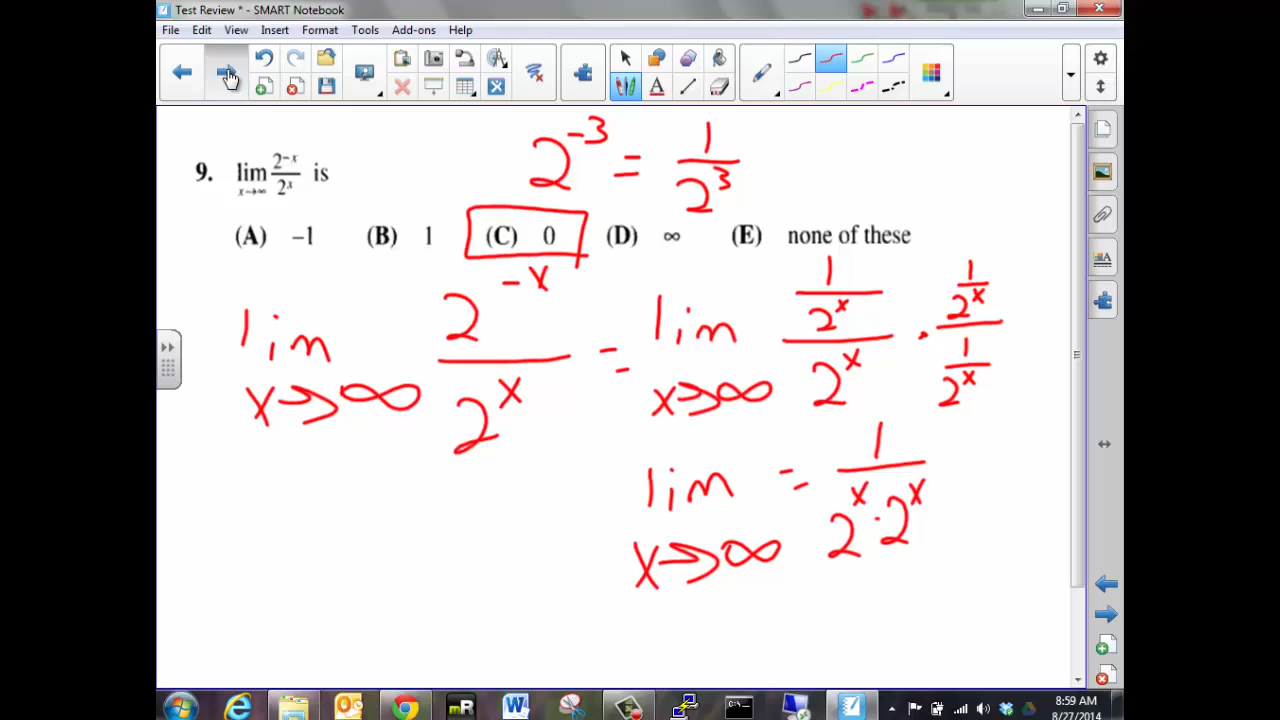 Test Review * - SMART Notebook
File Edit View Insert Format Tools Add-ons Help
2^-3 = 1/2^3
9. lim x→∞ 2^-x/2^x is
(A) −1 (B) 1 (C) 0 (D) ∞ (E) none of these
lim x→∞ 2^-x/2^x = lim x→∞ (1/2^x)/2^x · (1/2^x)/(1/2^x)
lim x→∞ = 1/(2^x · 2^x)
mR W C:\
8:59 AM
8/27/2014